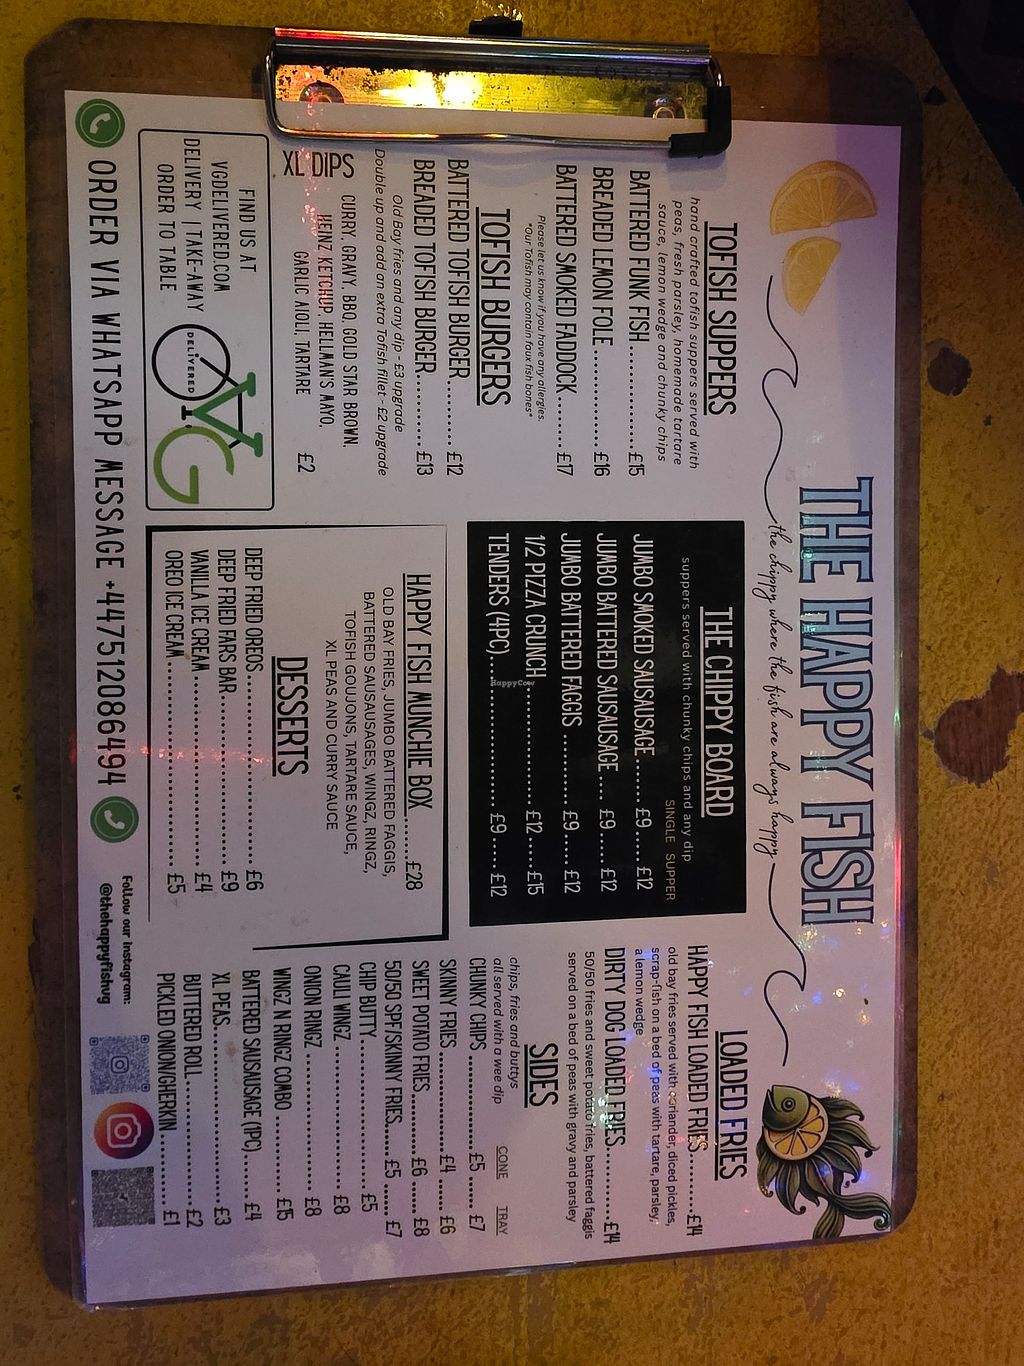 THE HAPPY FISH
the chippy where the fish are always happy
TOFISH SUPPERS
hand crafted tofish suppers served with
peas, fresh parsley, homemade tartare
sauce, lemon wedge and chunky chips
BATTERED FUNK FISH..................£15
BREADED LEMON FOLE ...............£16
BATTERED SMOKED FADDOCK.........£17
Please let us know if you have any allergies.
*Our Tofish may contain faux fish bones*
TOFISH BURGERS
BATTERED TOFISH BURGER...........£12
BREADED TOFISH BURGER.............£13
Old Bay fries and any dip - £3 upgrade
Double up and add an extra Tofish fillet - £2 upgrade
XL DIPS
CURRY, GRAVY, BBQ, GOLD STAR BROWN,
HEINZ KETCHUP, HELLMAN'S MAYO,
GARLIC AIOLI, TARTARE
£2
FIND US AT
VGDELIVERED.COM
DELIVERY | TAKE-AWAY
ORDER TO TABLE
VG
DELIVERED
THE CHIPPY BOARD
suppers served with chunky chips and any dip
SINGLE SUPPER
JUMBO SMOKED SAUSAUSAGE........£9.....£12
JUMBO BATTERED SAUSAUSAGE....£9.....£12
JUMBO BATTERED FAGGIS ............£9.....£12
1/2 PIZZA CRUNCH.....................£12.....£15
TENDERS (4PC)..........................£9.....£12
HappyCow
HAPPY FISH MUNCHIE BOX.......£28
OLD BAY FRIES, JUMBO BATTERED FAGGIS,
BATTERED SAUSAUSAGES, WINGZ, RINGZ,
TOFISH GOUJONS, TARTARE SAUCE,
XL PEAS AND CURRY SAUCE
DESSERTS
DEEP FRIED OREOS............................£6
DEEP FRIED FARS BAR.........................£9
VANILLA ICE CREAM............................£4
OREO ICE CREAM..............................£5
LOADED FRIES
HAPPY FISH LOADED FRIES.........£14
old bay fries served with coriander, diced pickles,
scrap-fish on a bed of peas with tartare, parsley,
a lemon wedge
DIRTY DOG LOADED FRIES...........£14
50/50 fries and sweet potato fries, battered faggis
served on a bed of peas with gravy and parsley
SIDES
chips, fries and buttys
all served with a wee dip
CONE TRAY
CHUNKY CHIPS ..................£5 .......£7
SKINNY FRIES....................£4 .......£6
SWEET POTATO FRIES...........£6 .......£8
50/50 SPF/SKINNY FRIES......£5 .......£7
CHIP BUTTY..............................£5
CAULI WINGZ ............................£8
ONION RINGZ ............................£8
WINGZ N RINGZ COMBO ................£15
BATTERED SAUSAUSAGE (1PC)........£4
XL PEAS..................................£3
BUTTERED ROLL.........................£2
PICKLED ONION/GHERKIN..............£1
ORDER VIA WHATSAPP MESSAGE +447512086494
Follow our Instagram:
@thehappyfishvg